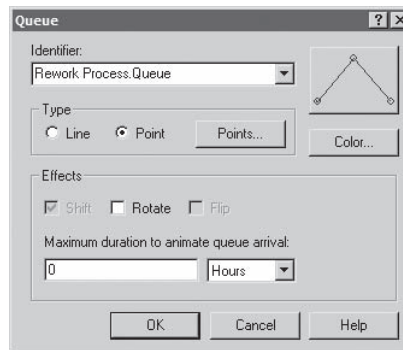 Queue
Identifier:
Rework Process.Queue
Type
Line
Point
Points...
Color...
Effects
Shift
Rotate
Flip
Maximum duration to animate queue arrival:
0
Hours
OK
Cancel
Help